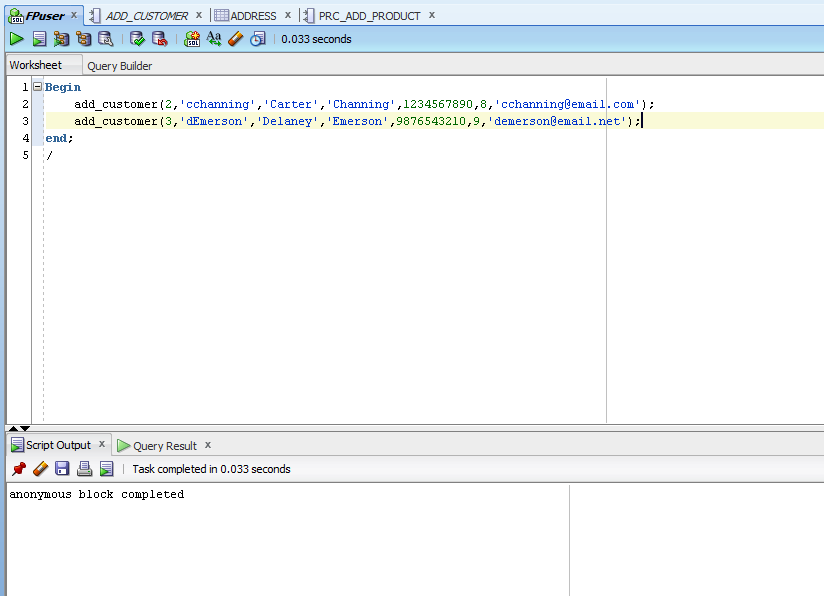 FPuser x ADD_CUSTOMER x ADDRESS x PRC_ADD_PRODUCT x
SQL Aa 0.033 seconds
Worksheet Query Builder
1 Begin
2 add_customer(2,'cchanning','Carter','Channing',1234567890,8,'cchanning@email.com');
3 add_customer(3,'dEmerson','Delaney','Emerson',9876543210,9,'demerson@email.net');
4 end;
5 /
Script Output x Query Result x
Task completed in 0.033 seconds
anonymous block completed